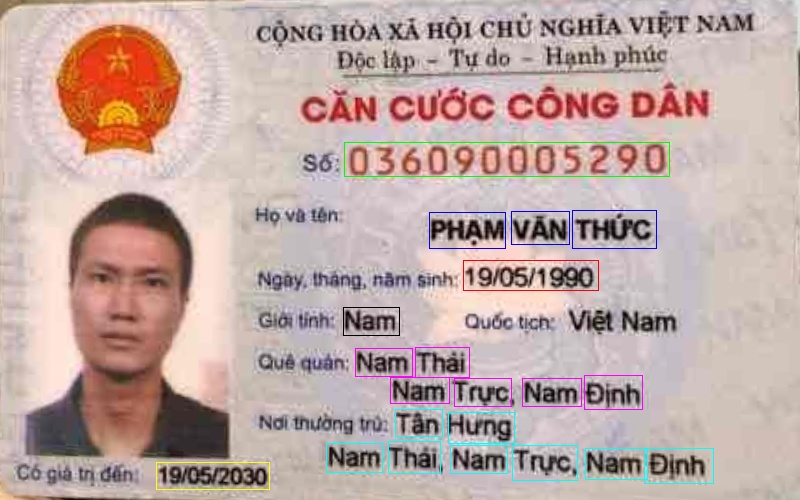 CỘNG HÒA XÃ HỘI CHỦ NGHĨA VIỆT NAM
Độc lập - Tự do - Hạnh phúc
CĂN CƯỚC CÔNG DÂN
Số: 036090005290
Họ và tên:
PHẠM VĂN THỨC
Ngày, tháng, năm sinh: 19/05/1990
Giới tính: Nam Quốc tịch: Việt Nam
Quê quán: Nam Thái
Nam Trực, Nam Định
Nơi thường trú: Tân Hưng
Nam Thái, Nam Trực, Nam Định
Có giá trị đến: 19/05/2030